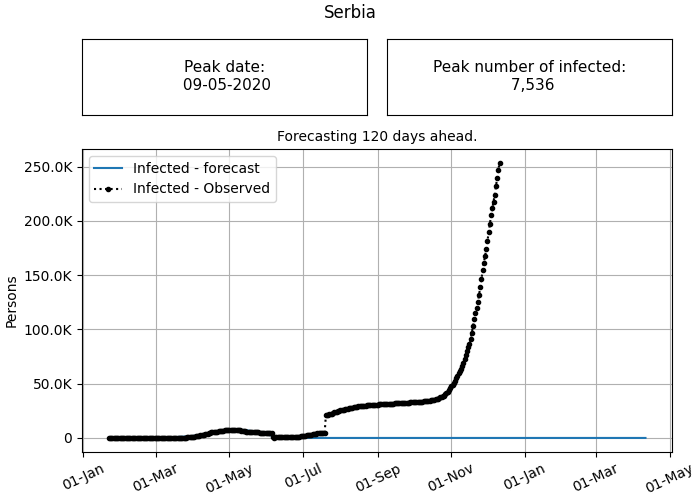 Serbia
Peak date:
09-05-2020
Peak number of infected:
7,536
Forecasting 120 days ahead.
Infected - forecast
Infected - Observed
250.0K
200.0K
150.0K
100.0K
50.0K
0
Persons
01-Jan
01-Mar
01-May
01-Jul
01-Sep
01-Nov
01-Jan
01-Mar
01-May